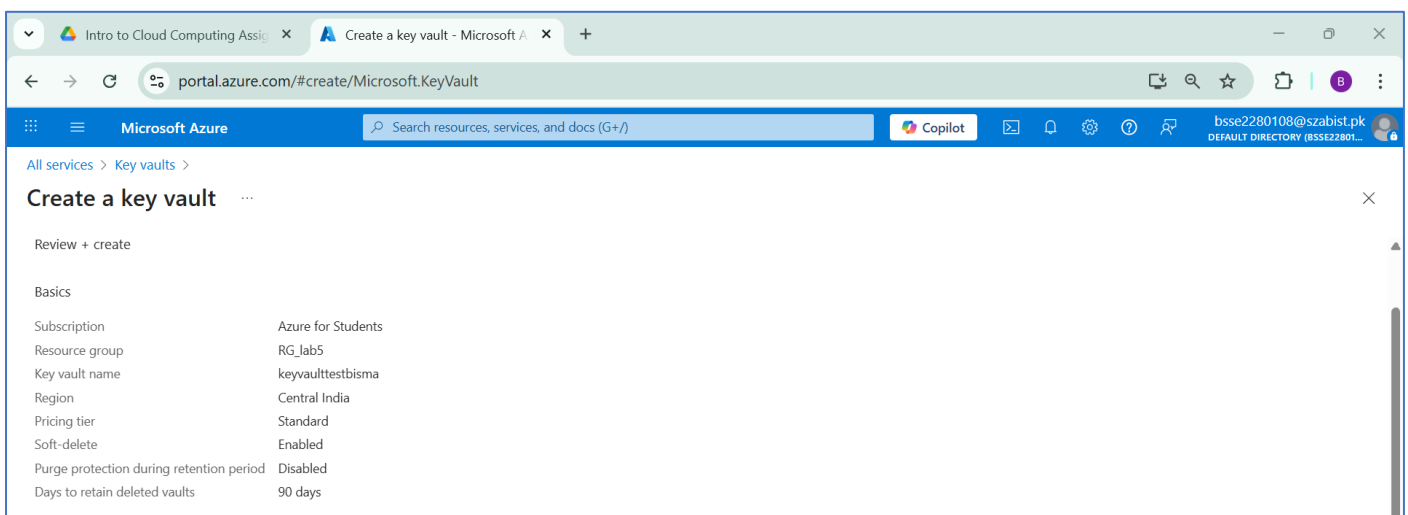 Intro to Cloud Computing Assig
Create a key vault - Microsoft A
portal.azure.com/#create/Microsoft.KeyVault
B
Microsoft Azure
Search resources, services, and docs (G+/)
Copilot
bsse2280108@szabist.pk
DEFAULT DIRECTORY (BSSE22801...
All services > Key vaults >
Create a key vault ...
Review + create
Basics
Subscription Azure for Students
Resource group RG_lab5
Key vault name keyvaulttestbisma
Region Central India
Pricing tier Standard
Soft-delete Enabled
Purge protection during retention period Disabled
Days to retain deleted vaults 90 days